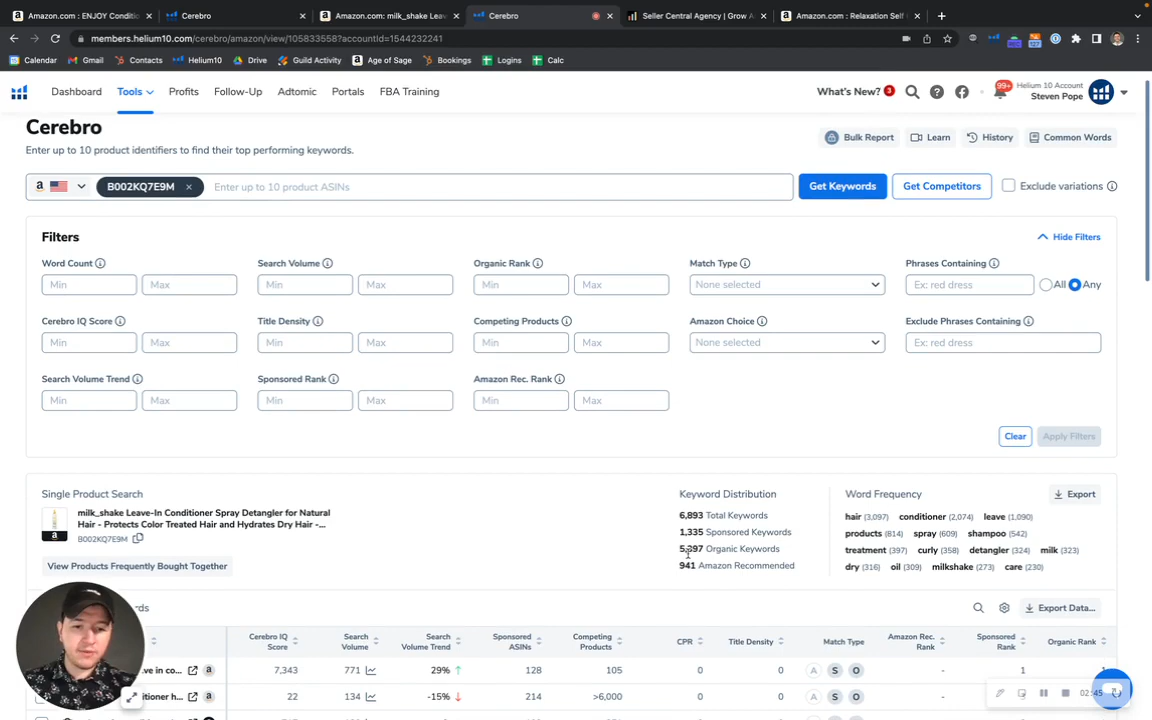 Amazon.com: ENJOY Conditi
Cerebro
Amazon.com: milk_shake Leav
Cerebro
Seller Central Agency | Grow A
Amazon.com : Relaxation Self C
members.helium10.com/cerebro/amazon/view/105833558?accountId=1544232241
Calendar Gmail Contacts Helium10 Drive Guild Activity Age of Sage Bookings Logins Calc
Dashboard Tools Profits Follow-Up Adtomic Portals FBA Training What's New? 3 99+ Helium 10 Account
Steven Pope
Cerebro
Enter up to 10 product identifiers to find their top performing keywords.
Bulk Report Learn History Common Words
B002KQ7E9M Enter up to 10 product ASINs Get Keywords Get Competitors Exclude variations
Filters Hide Filters
Word Count Search Volume Organic Rank Match Type Phrases Containing
Min Max Min Max Min Max None selected Ex: red dress All Any
Cerebro IQ Score Title Density Competing Products Amazon Choice Exclude Phrases Containing
Min Max Min Max Min Max None selected Ex: red dress
Search Volume Trend Sponsored Rank Amazon Rec. Rank
Min Max Min Max Min Max
Clear Apply Filters
Single Product Search
milk_shake Leave-In Conditioner Spray Detangler for Natural
Hair - Protects Color Treated Hair and Hydrates Dry Hair -...
B002KQ7E9M
View Products Frequently Bought Together
Keyword Distribution
6,893 Total Keywords
1,335 Sponsored Keywords
Organic Keywords
941 Amazon Recommended
Word Frequency Export
hair (3,097) conditioner (2,074) leave (1,090)
products (814) spray (609) shampoo (542)
treatment (397) curly (358) detangler (324) milk (323)
dry (316) oil (309) milkshake (273) care (230)
Export Data...
Cerebro IQ Score Search Volume Search Volume Trend Sponsored ASINs Competing Products CPR Title Density Match Type Amazon Rec. Rank Sponsored Rank Organic Rank
ve in co... 7,343 771 29% 128 105 0 0 A S O - 1 1
itioner h... 22 134 -15% 214 >6,000 0 0 A S O -
02:45